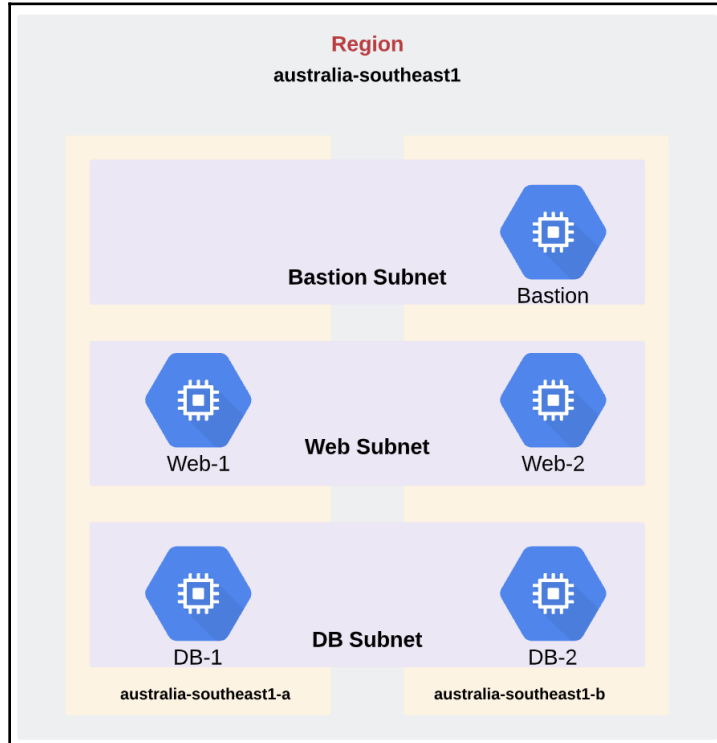 Region
australia-southeast1
Bastion Subnet
Bastion
Web Subnet
Web-1
Web-2
DB Subnet
DB-1
DB-2
australia-southeast1-a
australia-southeast1-b